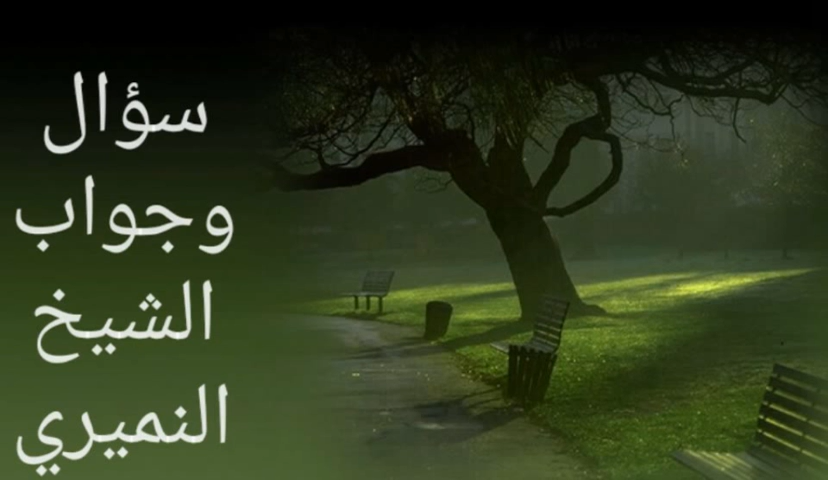 سؤال
وجواب
الشيخ
النميري